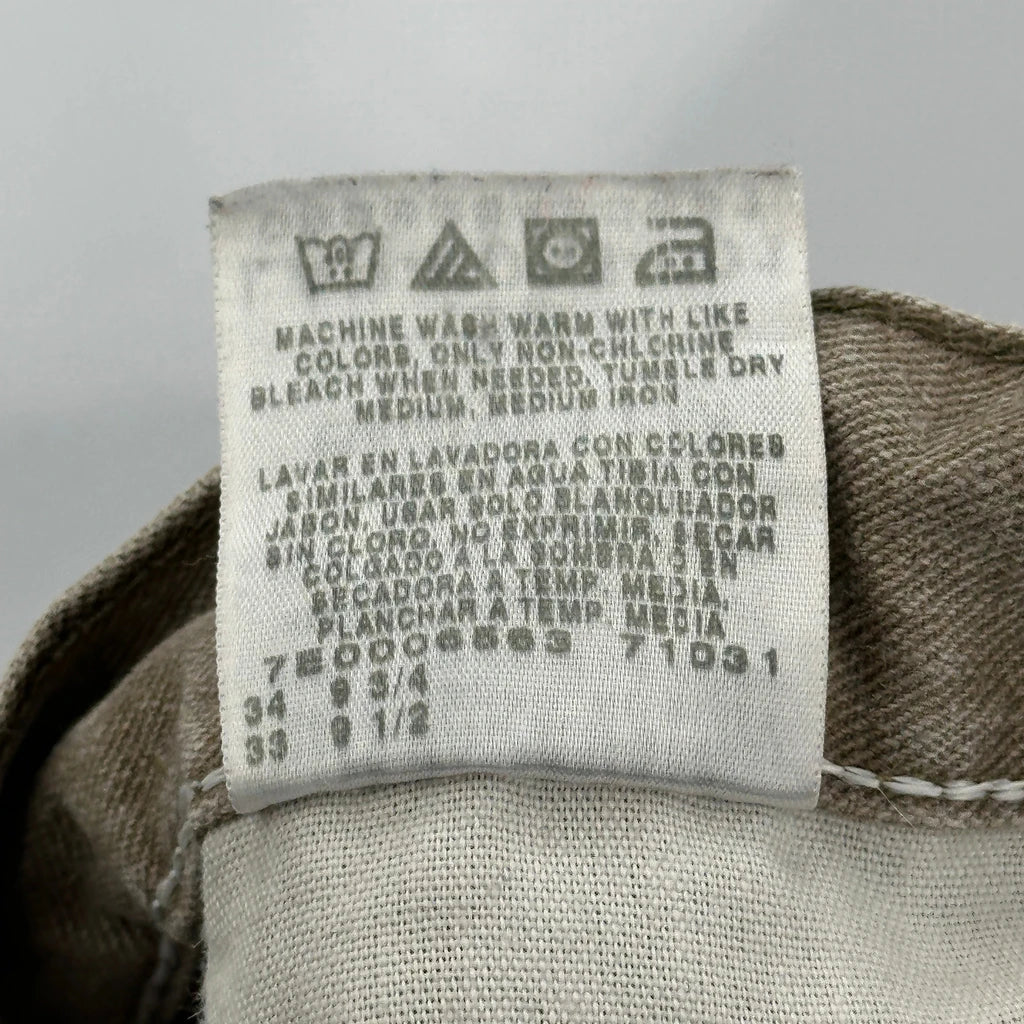 MACHINE WASH WARM WITH LIKE
COLORS, ONLY NON-CHLORINE
BLEACH WHEN NEEDED, TUMBLE DRY
MEDIUM, MEDIUM IRON
LAVAR EN LAVADORA CON COLORES
SIMILARES EN AGUA TIBIA CON
JABON, USAR SOLO BLANQUEADOR
SIN CLORO, NO EXPRIMIR, SECAR
COLGADO A LA SOMBRA O EN
SECADORA A TEMP. MEDIA,
PLANCHAR A TEMP. MEDIA
71031
34 9 3/4
33 9 1/2